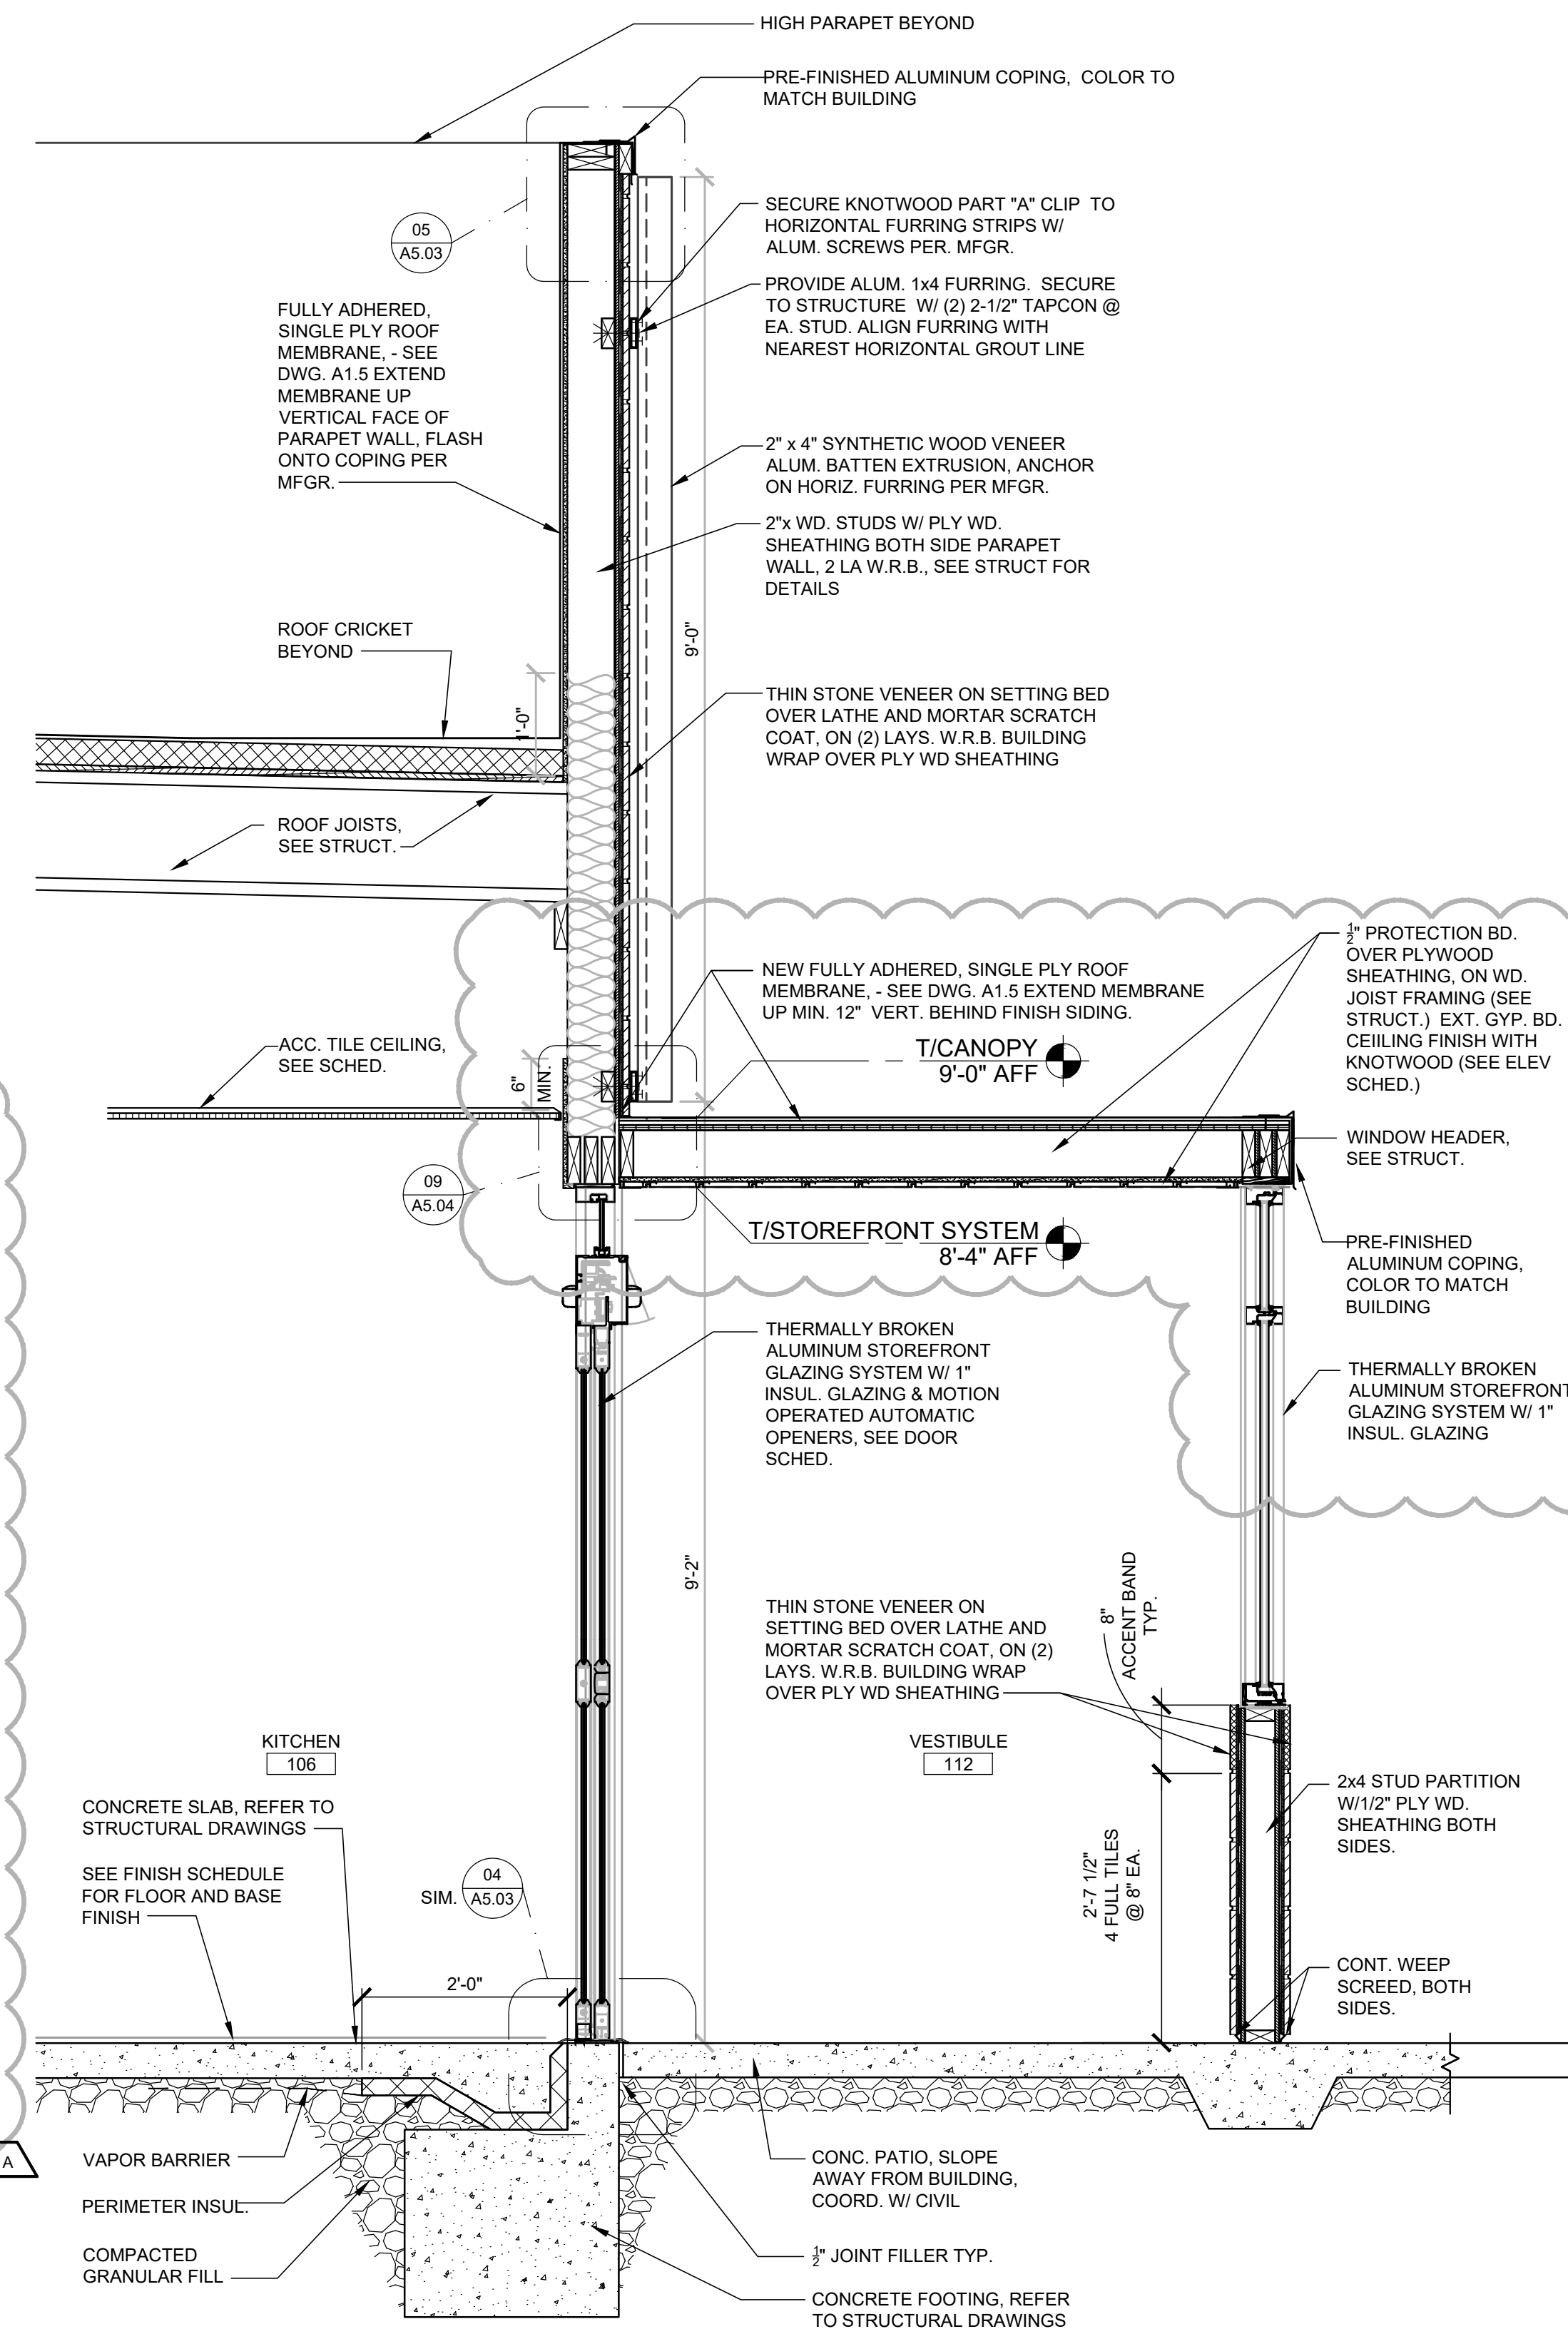 HIGH PARAPET BEYOND
PRE-FINISHED ALUMINUM COPING, COLOR TO
MATCH BUILDING
SECURE KNOTWOOD PART "A" CLIP TO
HORIZONTAL FURRING STRIPS W/
ALUM. SCREWS PER. MFGR.
05
A5.03
PROVIDE ALUM. 1x4 FURRING. SECURE
TO STRUCTURE W/ (2) 2-1/2" TAPCON @
EA. STUD. ALIGN FURRING WITH
NEAREST HORIZONTAL GROUT LINE
FULLY ADHERED,
SINGLE PLY ROOF
MEMBRANE, - SEE
DWG. A1.5 EXTEND
MEMBRANE UP
VERTICAL FACE OF
PARAPET WALL, FLASH
ONTO COPING PER
MFGR.
2" x 4" SYNTHETIC WOOD VENEER
ALUM. BATTEN EXTRUSION, ANCHOR
ON HORIZ. FURRING PER MFGR.
2"x WD. STUDS W/ PLY WD.
SHEATHING BOTH SIDE PARAPET
WALL, 2 LA W.R.B., SEE STRUCT FOR
DETAILS
ROOF CRICKET
BEYOND
9'-0"
1'-0"
THIN STONE VENEER ON SETTING BED
OVER LATHE AND MORTAR SCRATCH
COAT, ON (2) LAYS. W.R.B. BUILDING
WRAP OVER PLY WD SHEATHING
ROOF JOISTS,
SEE STRUCT.
½" PROTECTION BD.
OVER PLYWOOD
SHEATHING, ON WD.
JOIST FRAMING (SEE
STRUCT.) EXT. GYP. BD.
CEIILING FINISH WITH
KNOTWOOD (SEE ELEV
SCHED.)
NEW FULLY ADHERED, SINGLE PLY ROOF
MEMBRANE, - SEE DWG. A1.5 EXTEND MEMBRANE
UP MIN. 12" VERT. BEHIND FINISH SIDING.
ACC. TILE CEILING,
SEE SCHED.
6"
MIN.
T/CANOPY
9'-0" AFF
WINDOW HEADER,
SEE STRUCT.
09
A5.04
T/STOREFRONT SYSTEM
8'-4" AFF
PRE-FINISHED
ALUMINUM COPING,
COLOR TO MATCH
BUILDING
THERMALLY BROKEN
ALUMINUM STOREFRONT
GLAZING SYSTEM W/ 1"
INSUL. GLAZING & MOTION
OPERATED AUTOMATIC
OPENERS, SEE DOOR
SCHED.
THERMALLY BROKEN
ALUMINUM STOREFRONT
GLAZING SYSTEM W/ 1"
INSUL. GLAZING
9'-2"
THIN STONE VENEER ON
SETTING BED OVER LATHE AND
MORTAR SCRATCH COAT, ON (2)
LAYS. W.R.B. BUILDING WRAP
OVER PLY WD SHEATHING
8"
ACCENT BAND
TYP.
KITCHEN
106
VESTIBULE
112
2x4 STUD PARTITION
W/1/2" PLY WD.
SHEATHING BOTH
SIDES.
CONCRETE SLAB, REFER TO
STRUCTURAL DRAWINGS
SEE FINISH SCHEDULE
FOR FLOOR AND BASE
FINISH
SIM.
04
A5.03
2'-7 1/2"
4 FULL TILES
@ 8" EA.
2'-0"
CONT. WEEP
SCREED, BOTH
SIDES.
A
VAPOR BARRIER
PERIMETER INSUL.
COMPACTED
GRANULAR FILL
CONC. PATIO, SLOPE
AWAY FROM BUILDING,
COORD. W/ CIVIL
½" JOINT FILLER TYP.
CONCRETE FOOTING, REFER
TO STRUCTURAL DRAWINGS